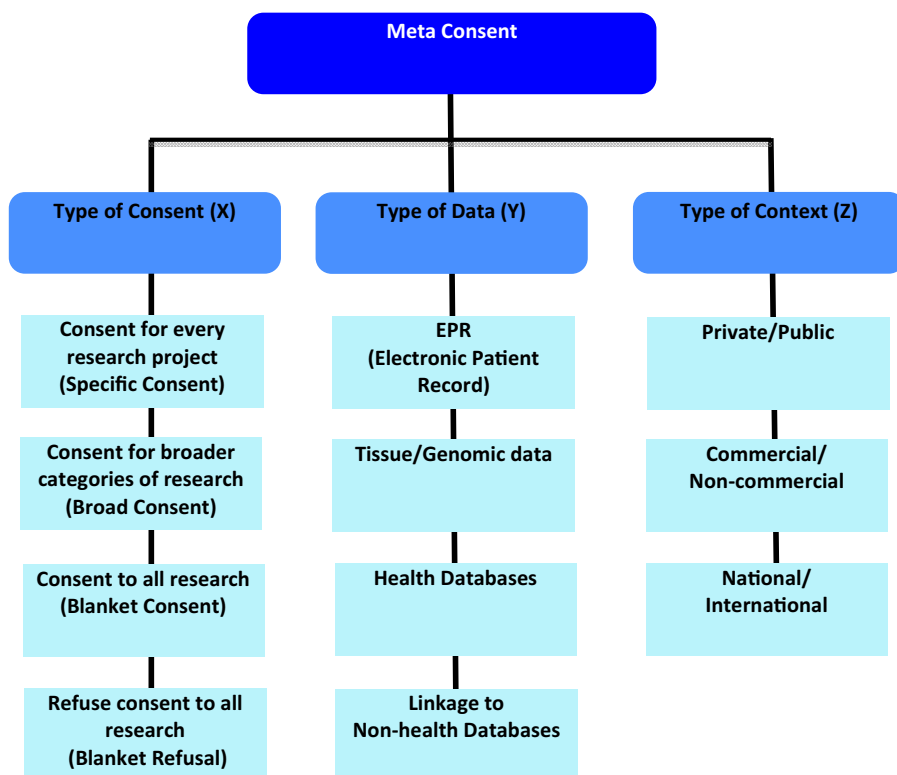 Meta Consent
Type of Consent (X)
Type of Data (Y)
Type of Context (Z)
Consent for every
research project
(Specific Consent)
EPR
(Electronic Patient
Record)
Private/Public
Consent for broader
categories of research
(Broad Consent)
Tissue/Genomic data
Commercial/
Non-commercial
Consent to all research
(Blanket Consent)
Health Databases
National/
International
Refuse consent to all
research
(Blanket Refusal)
Linkage to
Non-health Databases